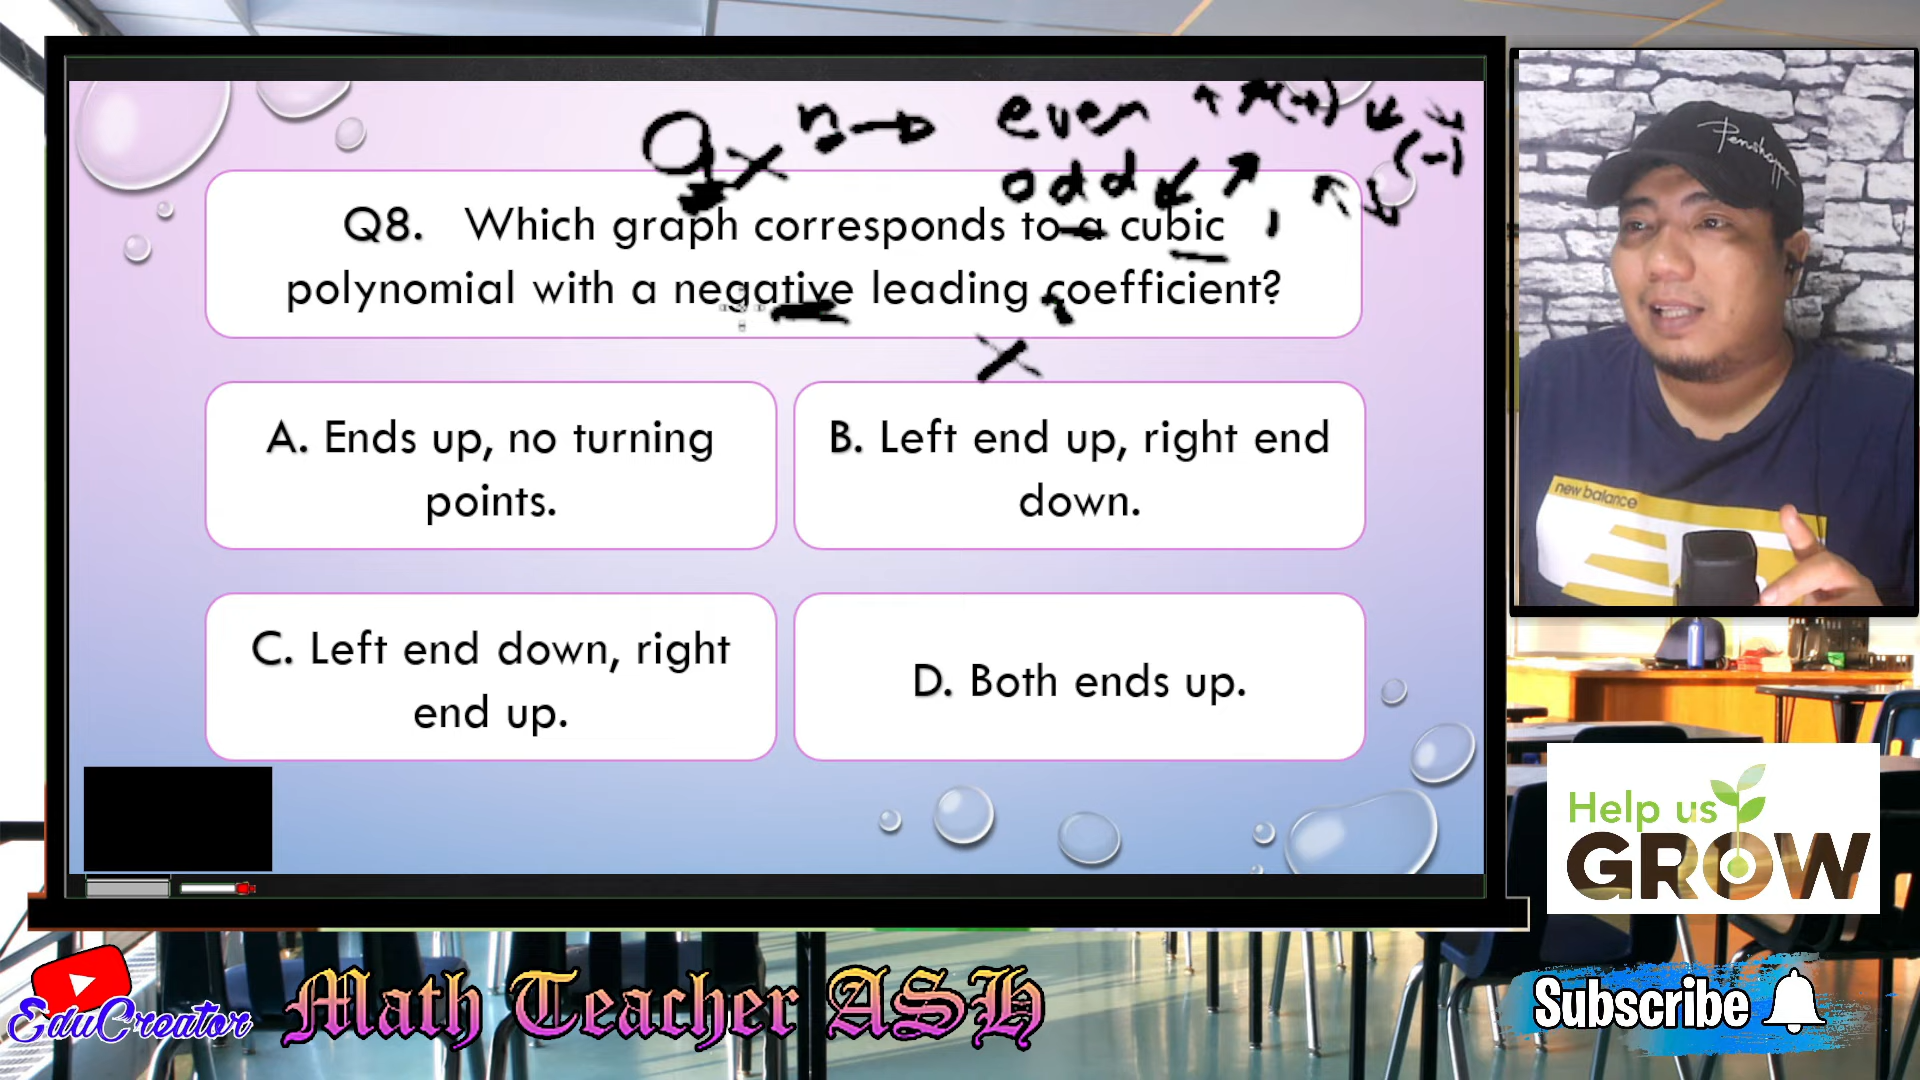 ax n → even ↑ ↗(+) ↙ ↘ (-)
odd ↙ ↗ , ↖ ↘
Q8. Which graph corresponds to a cubic
polynomial with a negative leading coefficient?
x
A. Ends up, no turning
points.
B. Left end up, right end
down.
C. Left end down, right
end up.
D. Both ends up.
Penshoppe
new balance
Help us
GROW
EduCreator
Math Teacher ASH
Subscribe